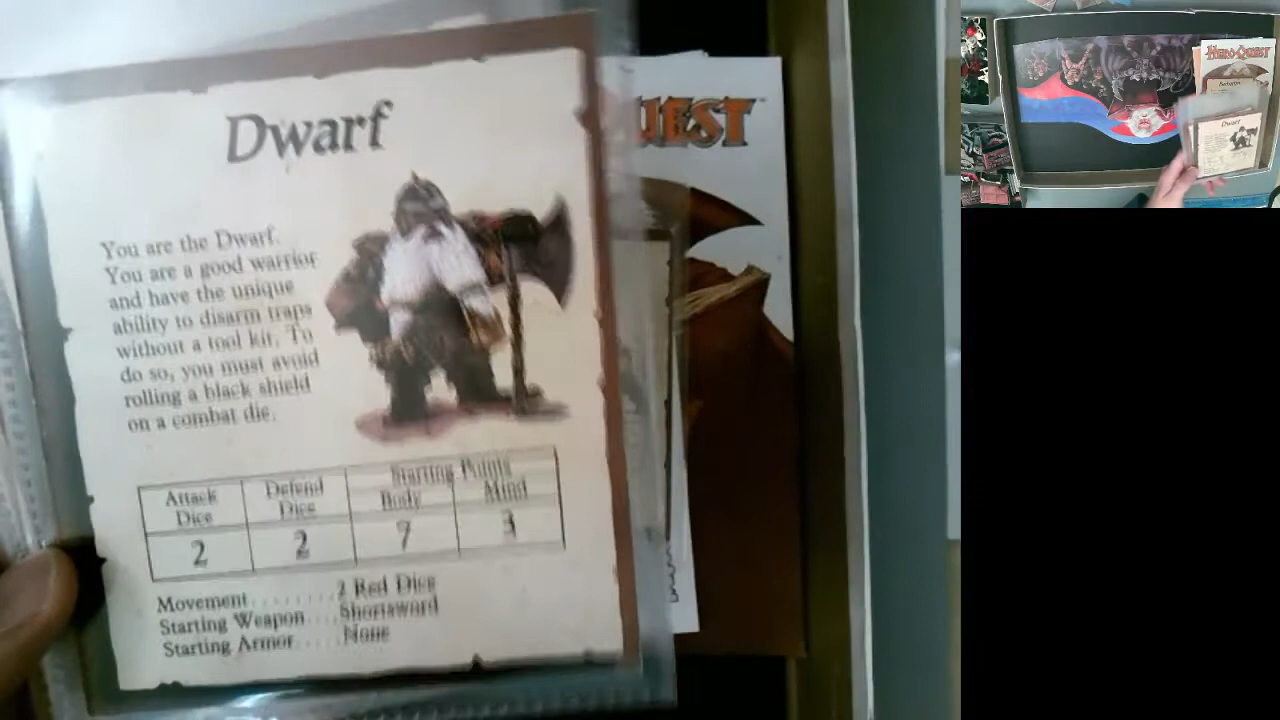 Dwarf
You are the Dwarf.
You are a good warrior
and have the unique
ability to disarm traps
without a tool kit. To
do so, you must avoid
rolling a black shield
on a combat die.
Starting Points
Attack Dice Defend Dice Body Mind
2 2 7 3
Movement........2 Red Dice
Starting Weapon....Shortsword
Starting Armor.....None
UEST
HEROQUEST
Dwarf